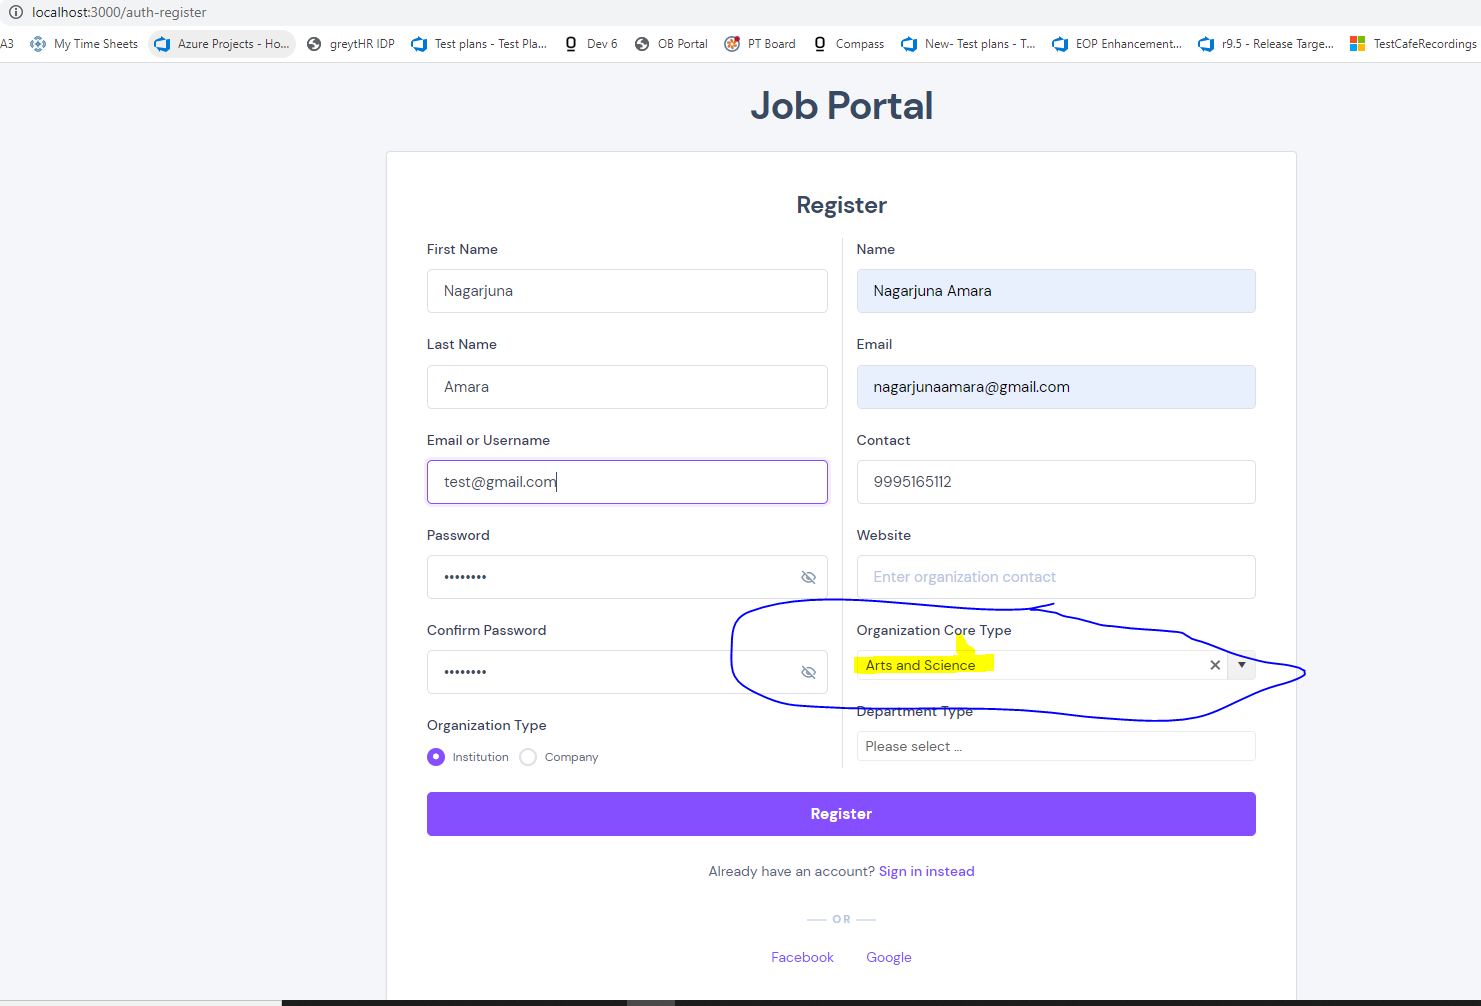 localhost:3000/auth-register
A3 My Time Sheets Azure Projects - Ho... greytHR IDP Test plans - Test Pla... Dev 6 OB Portal PT Board Compass New- Test plans - T... EOP Enhancement... r9.5 - Release Targe... TestCafeRecordings
Job Portal
Register
First Name
Nagarjuna
Last Name
Amara
Email or Username
test@gmail.com
Password
••••••••
Confirm Password
••••••••
Organization Type
Institution Company
Name
Nagarjuna Amara
Email
nagarjunaamara@gmail.com
Contact
9995165112
Website
Enter organization contact
Organization Core Type
Arts and Science
Department Type
Please select ...
Register
Already have an account? Sign in instead
OR
Facebook Google